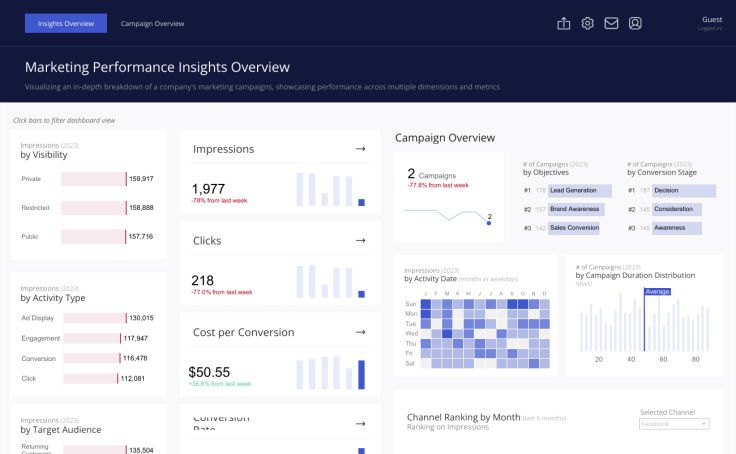 Insights Overview
Campaign Overview
Guest
Logged in!
Marketing Performance Insights Overview
Visualizing an in-depth breakdown of a company's marketing campaigns, showcasing performance across multiple dimensions and metrics
Click bars to filter dashboard view
Impressions (2023)
by Visibility
Private 159,917
Restricted 158,888
Public 157,716
Impressions (2023)
by Activity Type
Ad Display 130,015
Engagement 117,947
Conversion 116,478
Click 112,081
Impressions (2023)
by Target Audience
Returning
Customers 135,504
Impressions →
1,977
-78% from last week
Clicks →
218
-77.0% from last week
Cost per Conversion →
$50.55
+36.8% from last week
Conversion →
Rate
Campaign Overview
2 Campaigns
-77.8% from last week
2
# of Campaigns (2023)
by Objectives
#1 178 Lead Generation
#2 157 Brand Awareness
#3 142 Sales Conversion
# of Campaigns (2023)
by Conversion Stage
#1 187 Decision
#2 145 Consideration
#3 145 Awareness
Impressions (2023)
by Activity Date (months vs weekdays)
J F M A M J J A S O N D
Sun
Mon
Tue
Wed
Thu
Fri
Sat
# of Campaigns (2023)
by Campaign Duration Distribution
(days)
Average
20 40 60 80
Channel Ranking by Month (last 6 months)
Ranking on Impressions
Selected Channel
Facebook